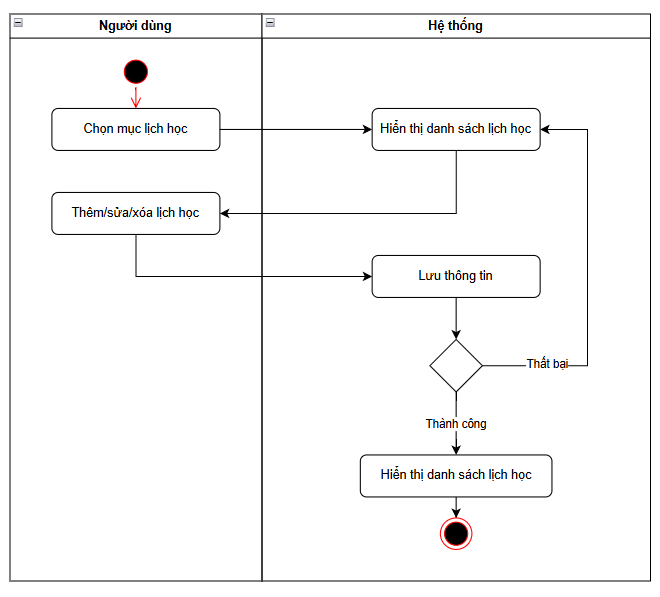 Người dùng
Hệ thống
Chọn mục lịch học
Hiển thị danh sách lịch học
Thêm/sửa/xóa lịch học
Lưu thông tin
Thất bại
Thành công
Hiển thị danh sách lịch học